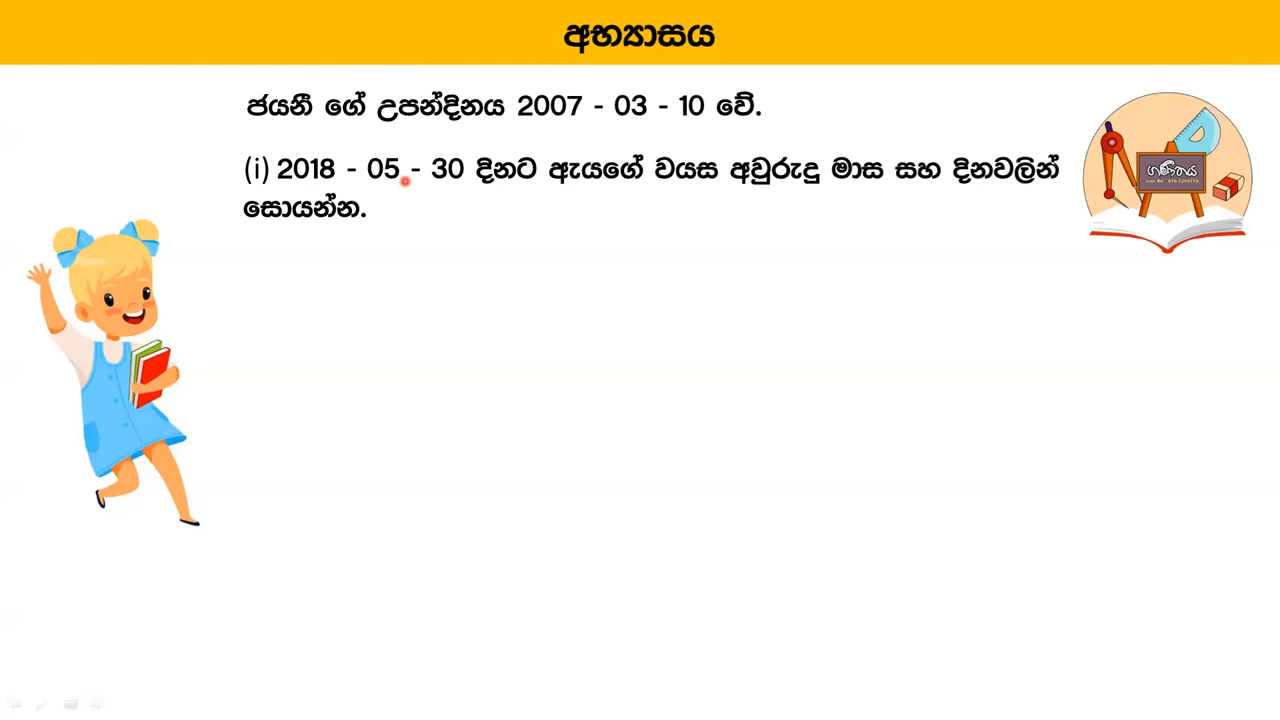 අභ්‍යාසය
ජයනී ගේ උපන්දිනය 2007 - 03 - 10 වේ.
(i) 2018 - 05 - 30 දිනට ඇයගේ වයස අවුරුදු මාස සහ දිනවලින්
සොයන්න.
ගණිතය